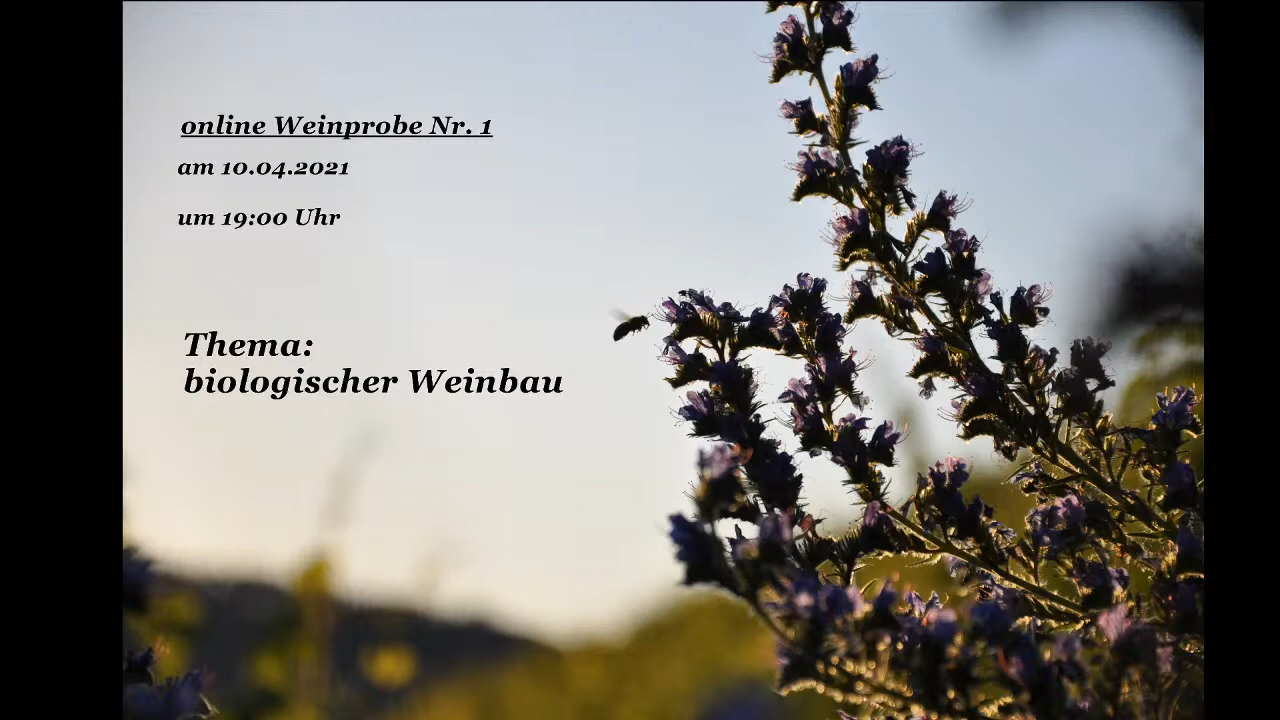 online Weinprobe Nr. 1
am 10.04.2021
um 19:00 Uhr
Thema:
biologischer Weinbau